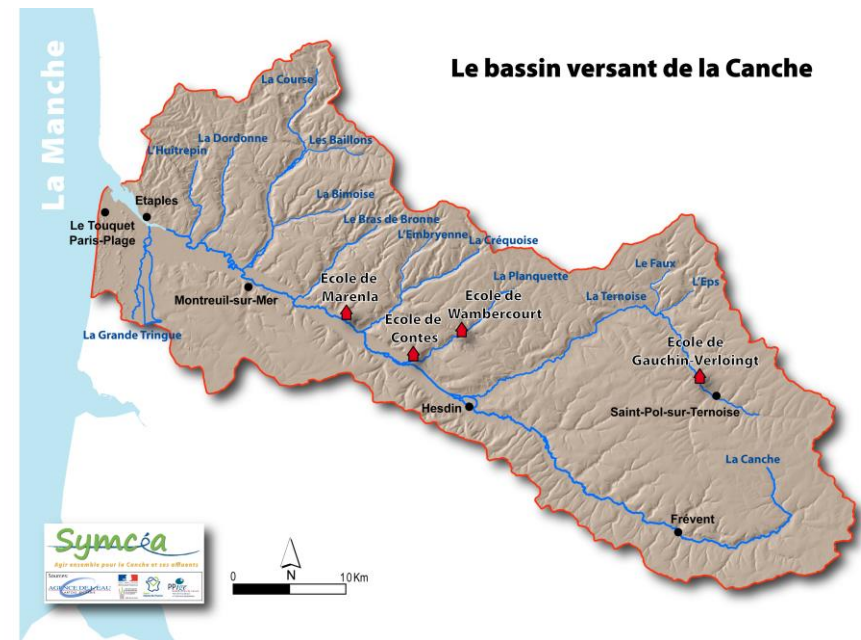 Le bassin versant de la Canche
La Manche
La Course
La Dordonne
Les Baillons
L'Huitrepin
La Bimoise
Etaples
Le Bras de Bronne
Le Touquet
Paris-Plage
L'Embryenne
La Créquoise
La Planquette
Le Faux
L'Eps
La Ternoise
Ecole de
Marenla
Montreuil-sur-Mer
Ecole de
Wambercourt
Ecole de
Contes
La Grande Tringue
Ecole de
Gauchin-Verloingt
Hesdin
Saint-Pol-sur-Ternoise
La Canche
Frévent
Symcéa
Agir ensemble pour la Canche et ses affluents
Sources:
AGENCE DE L'EAU
0
N
10 Km